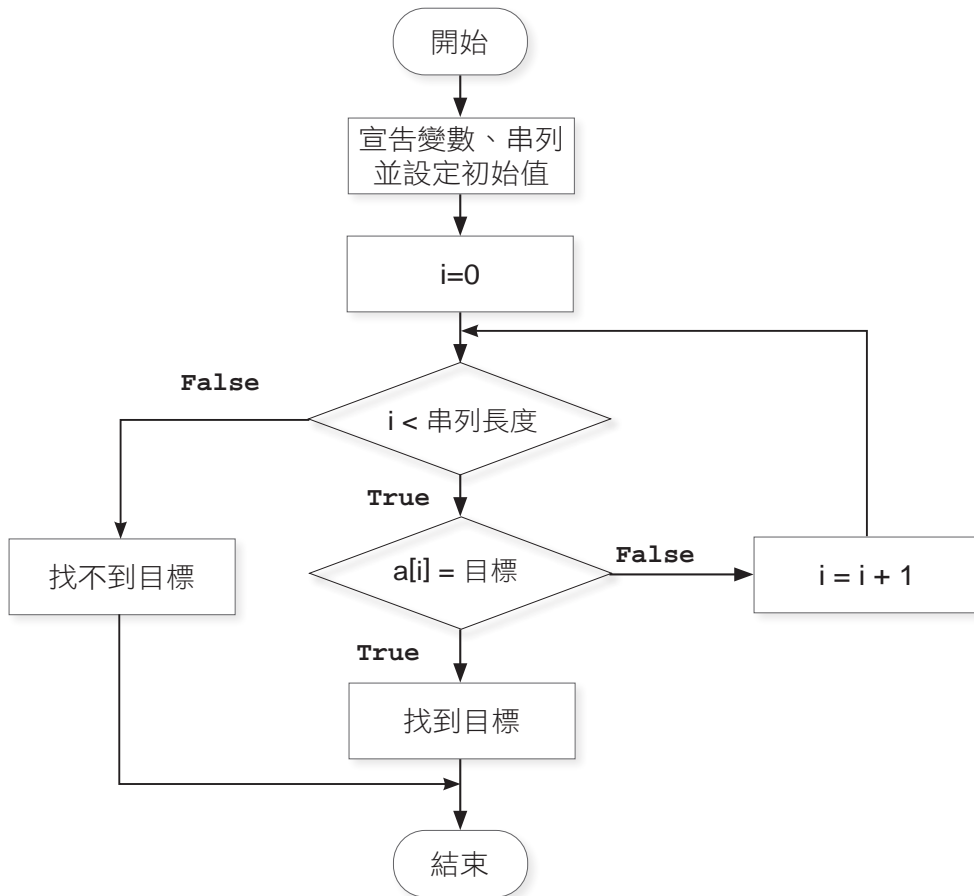 開始
宣告變數、串列
並設定初始值
i=0
False
i < 串列長度
True
找不到目標
a[i] = 目標
False
i = i + 1
True
找到目標
結束